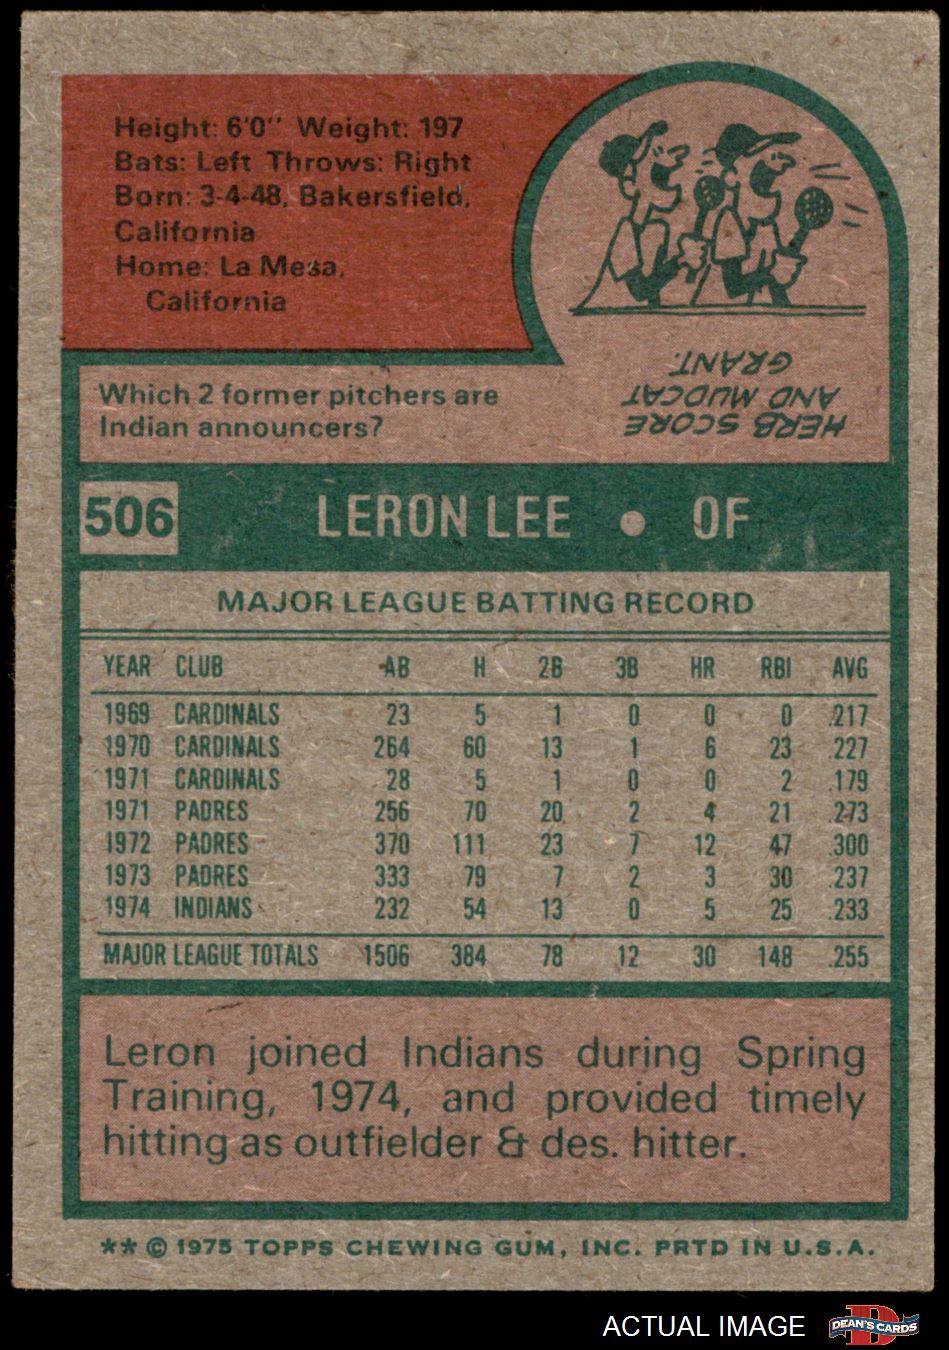 Height: 6'0" Weight: 197
Bats: Left Throws: Right
Born: 3-4-48, Bakersfield,
California
Home: La Mesa,
California
Which 2 former pitchers are
Indian announcers?
HERB SCORE
AND MUDCAT
GRANT.
506 LERON LEE • OF
MAJOR LEAGUE BATTING RECORD
YEAR CLUB AB H 2B 3B HR RBI AVG
1969 CARDINALS 23 5 1 0 0 0 .217
1970 CARDINALS 264 60 13 1 6 23 .227
1971 CARDINALS 28 5 1 0 0 2 .179
1971 PADRES 256 70 20 2 4 21 .273
1972 PADRES 370 111 23 7 12 47 .300
1973 PADRES 333 79 7 2 3 30 .237
1974 INDIANS 232 54 13 0 5 25 .233
MAJOR LEAGUE TOTALS 1506 384 78 12 30 148 .255
Leron joined Indians during Spring
Training, 1974, and provided timely
hitting as outfielder & des. hitter.
** © 1975 TOPPS CHEWING GUM, INC. PRTD IN U.S.A.
ACTUAL IMAGE
DEAN'S CARDS